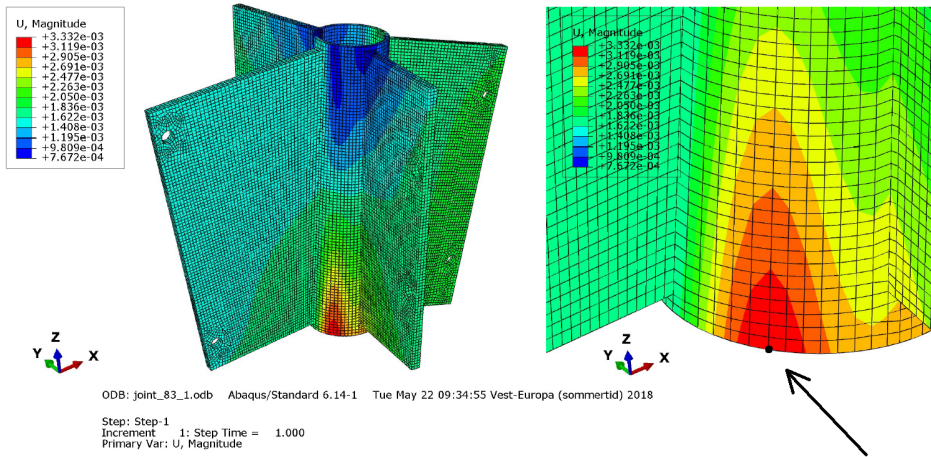 U, Magnitude
+3.332e-03
+3.119e-03
+2.905e-03
+2.691e-03
+2.477e-03
+2.263e-03
+2.050e-03
+1.836e-03
+1.622e-03
+1.408e-03
+1.195e-03
+9.809e-04
+7.672e-04
Z
Y
X
U, Magnitude
+3.332e-03
+3.119e-03
+2.905e-03
+2.691e-03
+2.477e-03
+2.263e-03
+2.050e-03
+1.836e-03
+1.622e-03
+1.408e-03
+1.195e-03
+9.809e-04
+7.672e-04
Z
Y
X
ODB: joint_83_1.odb Abaqus/Standard 6.14-1 Tue May 22 09:34:55 Vest-Europa (sommertid) 2018
Step: Step-1
Increment 1: Step Time = 1.000
Primary Var: U, Magnitude